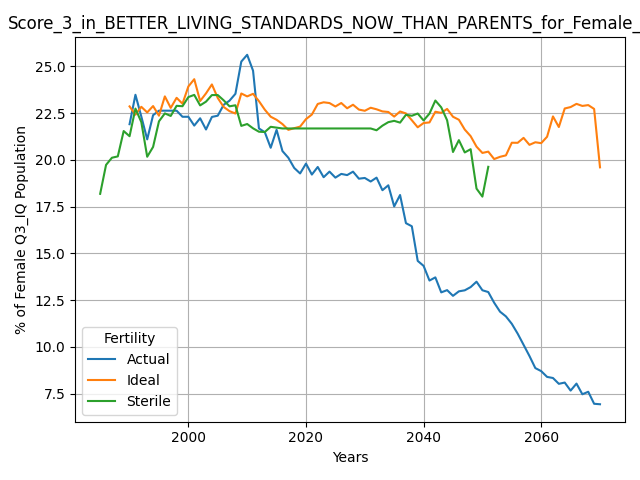 Score_3_in_BETTER_LIVING_STANDARDS_NOW_THAN_PARENTS_for_Female_
25.0
22.5
20.0
17.5
15.0
12.5
10.0
7.5
% of Female Q3_IQ Population
Fertility
Actual
Ideal
Sterile
2000 2020 2040 2060
Years